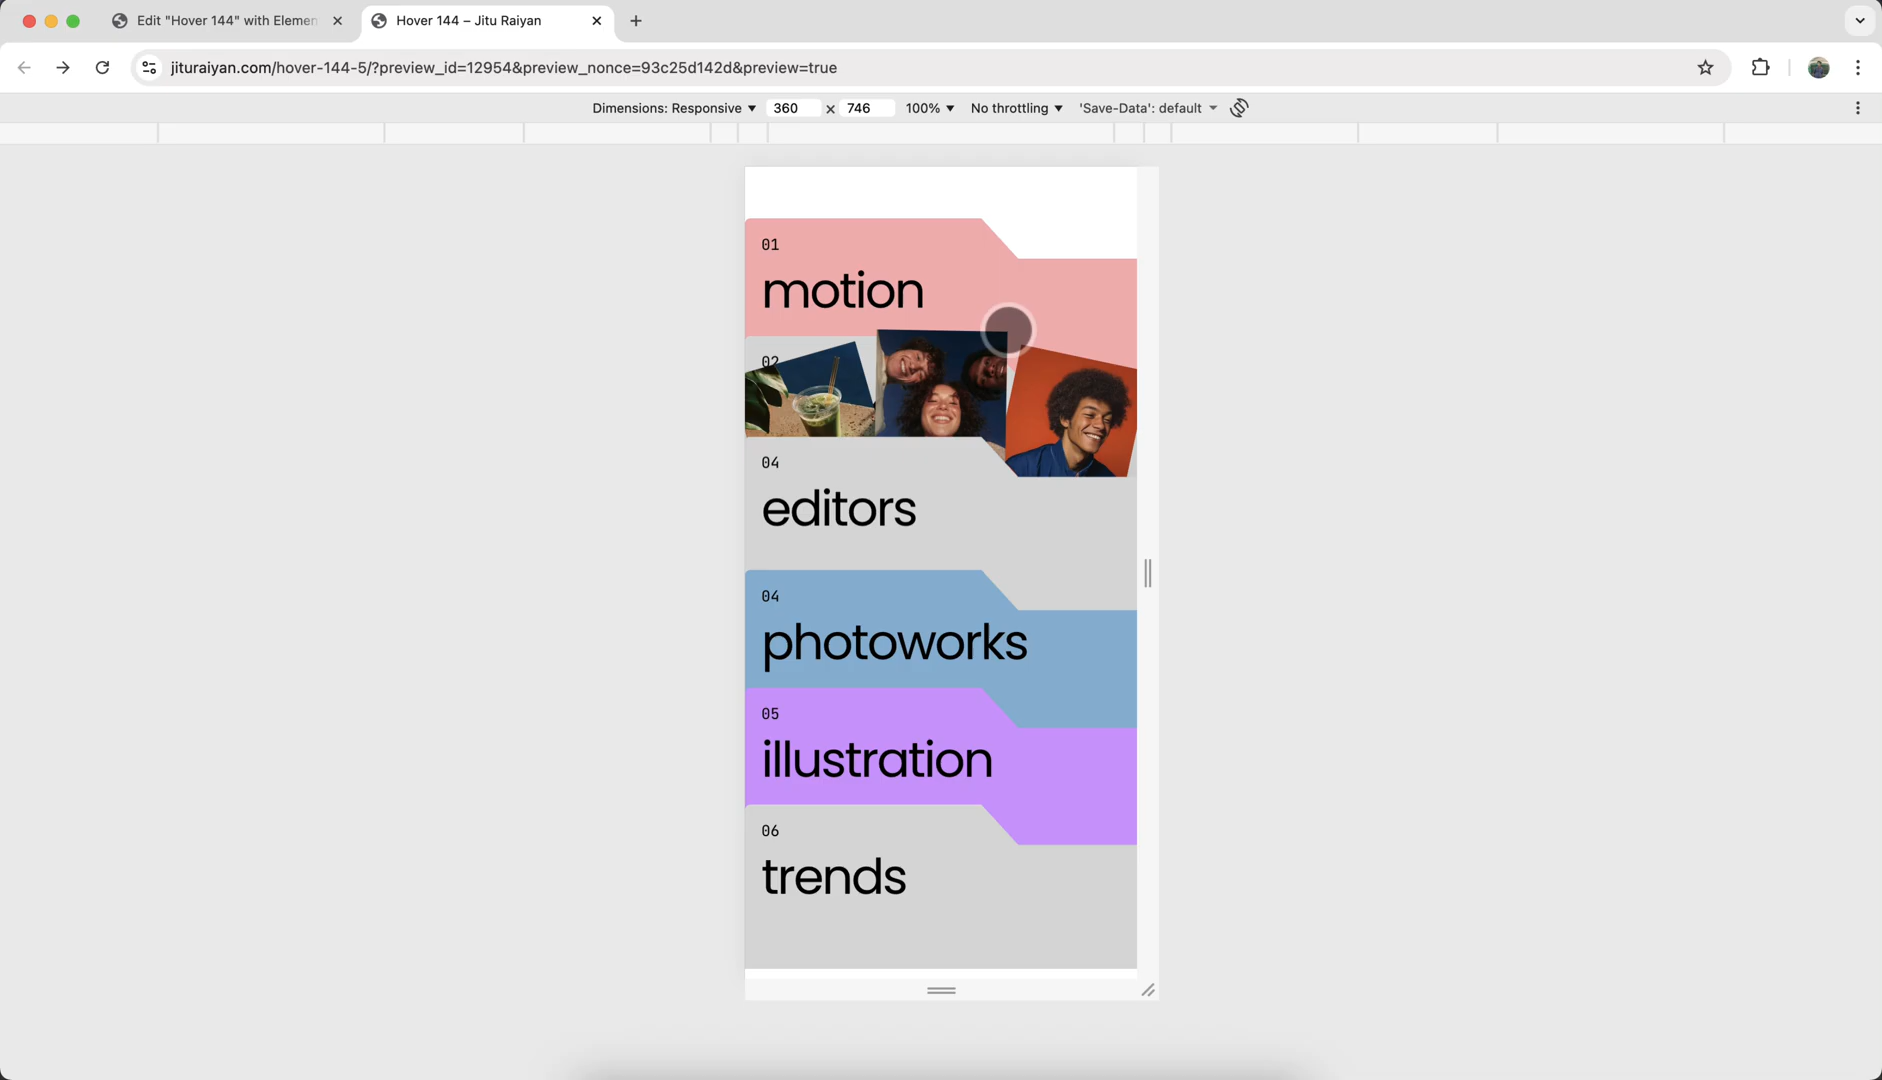 Edit "Hover 144" with Elemen
Hover 144 – Jitu Raiyan
jituraiyan.com/hover-144-5/?preview_id=12954&preview_nonce=93c25d142d&preview=true
Dimensions: Responsive 360 x 746 100% No throttling 'Save-Data': default
01
motion
02
04
editors
04
photoworks
05
illustration
06
trends